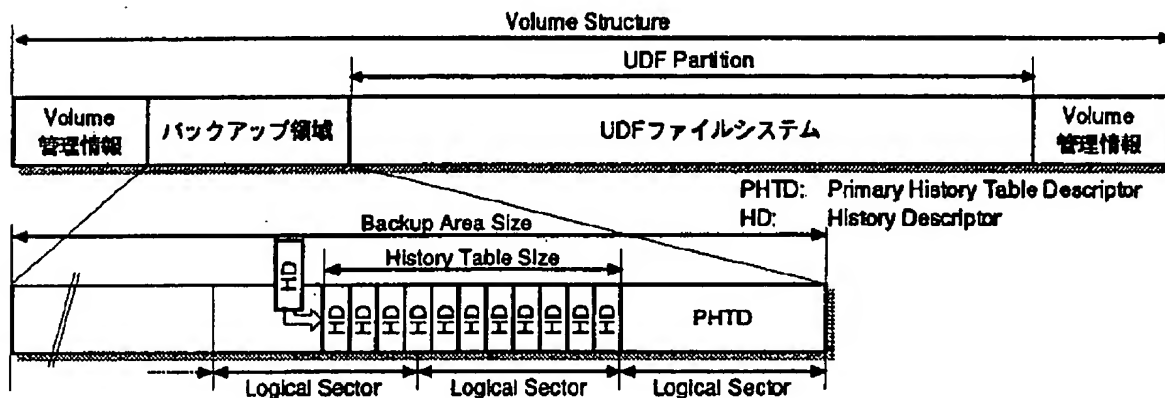 Volume Structure
UDF Partition
Volume
管理情報
バックアップ領域
UDFファイルシステム
Volume
管理情報
PHTD: Primary History Table Descriptor
HD: History Descriptor
Backup Area Size
HD
History Table Size
HD HD HD HD HD HD HD HD HD HD HD
PHTD
Logical Sector
Logical Sector
Logical Sector